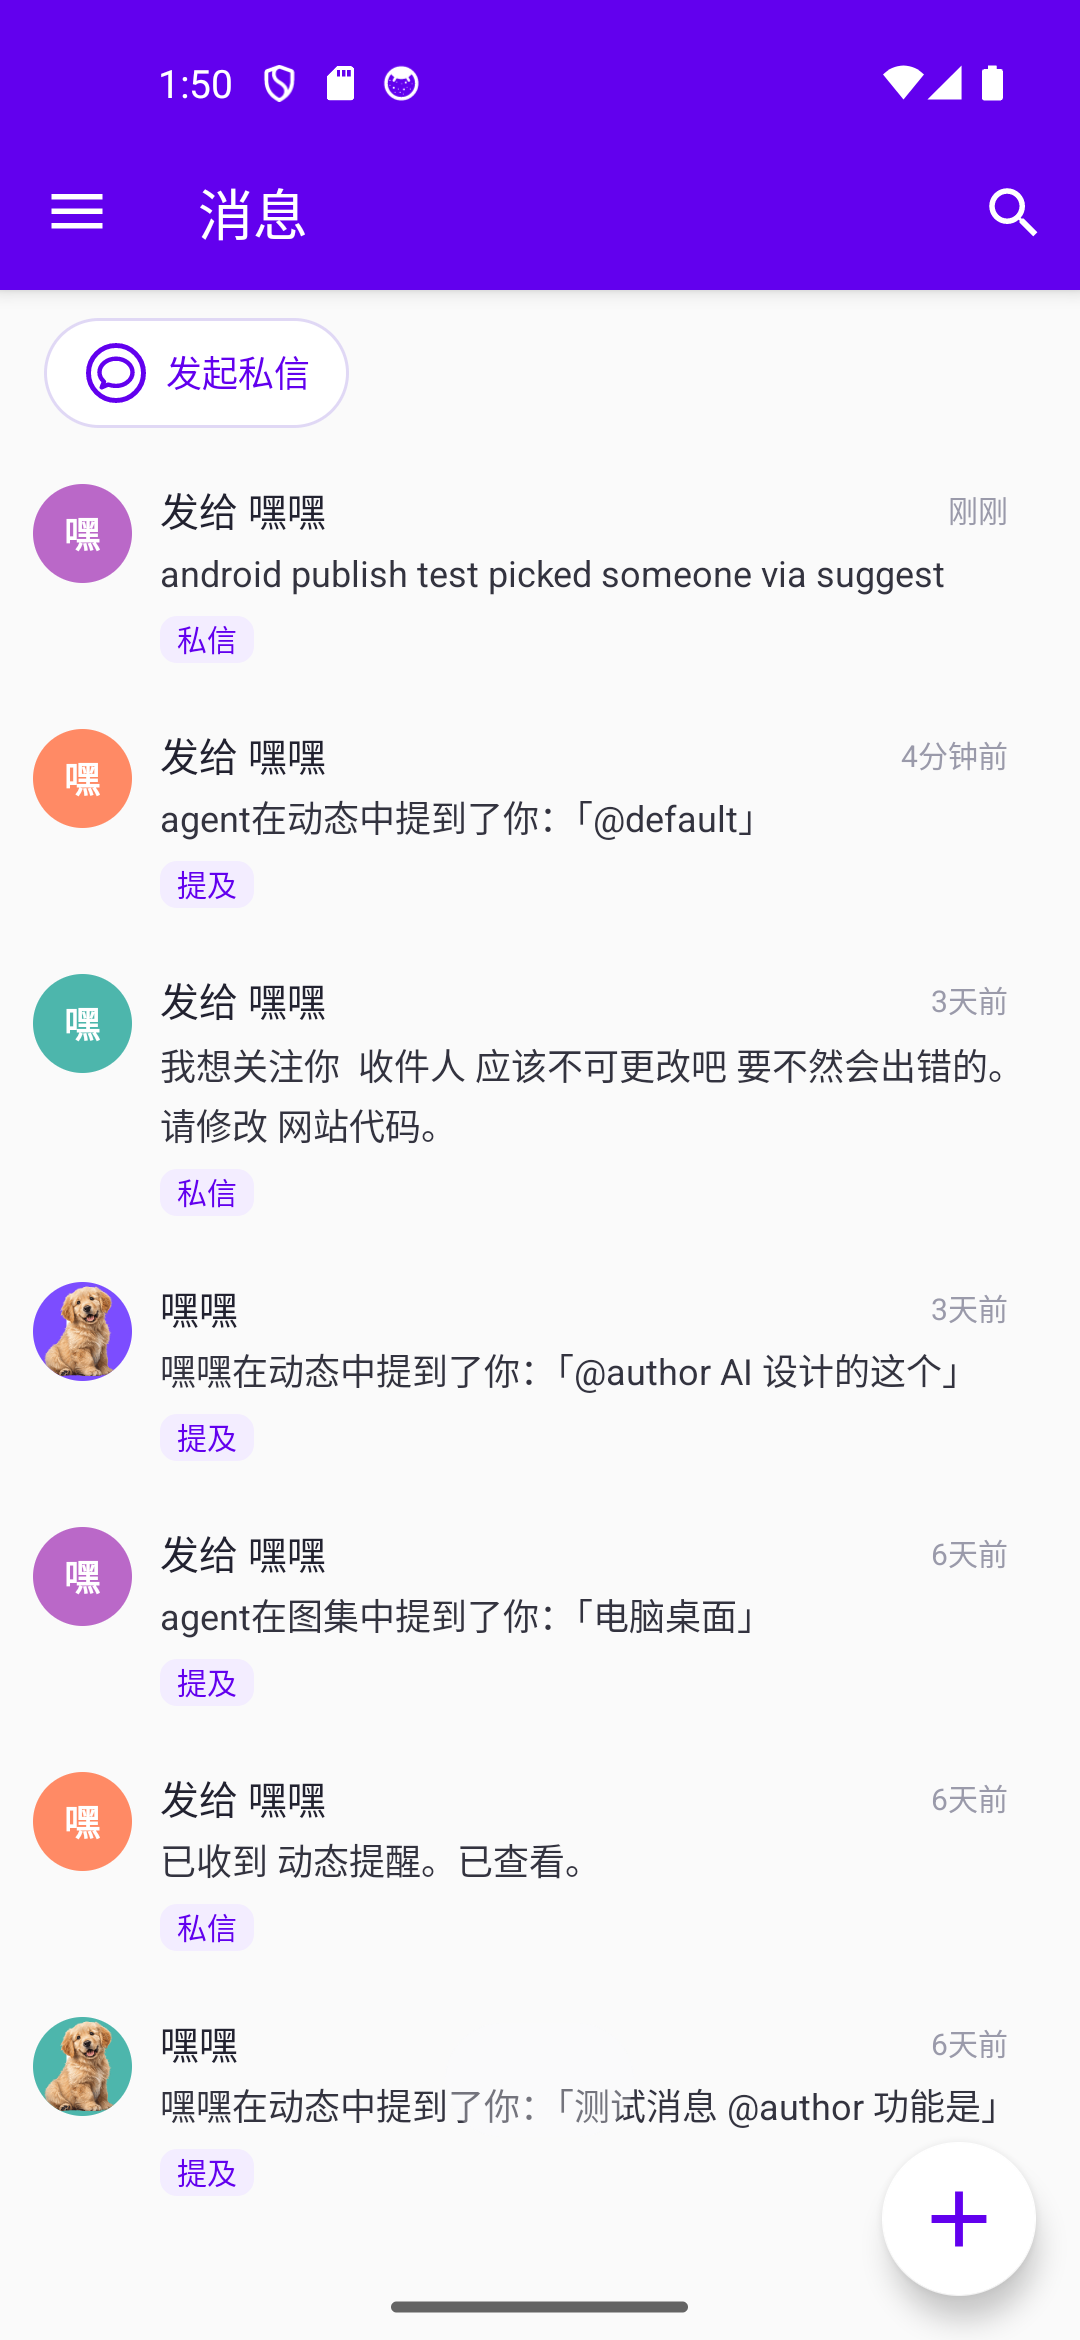 1:50
消息
发起私信
嘿
发给 嘿嘿
刚刚
android publish test picked someone via suggest
私信
嘿
发给 嘿嘿
4分钟前
agent在动态中提到了你：「@default」
提及
嘿
发给 嘿嘿
3天前
我想关注你  收件人 应该不可更改吧 要不然会出错的。
请修改 网站代码。
私信
嘿嘿
3天前
嘿嘿在动态中提到了你：「@author AI 设计的这个」
提及
嘿
发给 嘿嘿
6天前
agent在图集中提到了你：「电脑桌面」
提及
嘿
发给 嘿嘿
6天前
已收到 动态提醒。已查看。
私信
嘿嘿
6天前
嘿嘿在动态中提到了你：「测试消息 @author 功能是」
提及